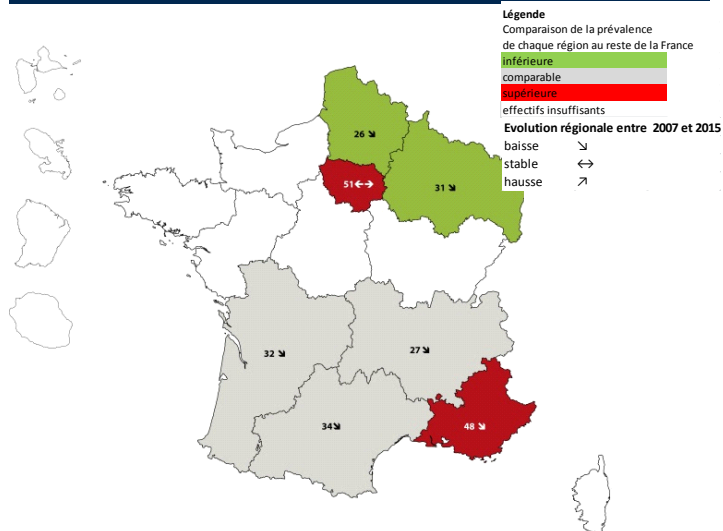 Légende
Comparaison de la prévalence
de chaque région au reste de la France
inférieure
comparable
supérieure
effectifs insuffisants
Evolution régionale entre 2007 et 2015
baisse ↘
stable ↔
hausse ↗
26 ↘
51 ↔
31 ↘
32 ↘
27 ↘
34 ↘
48 ↘